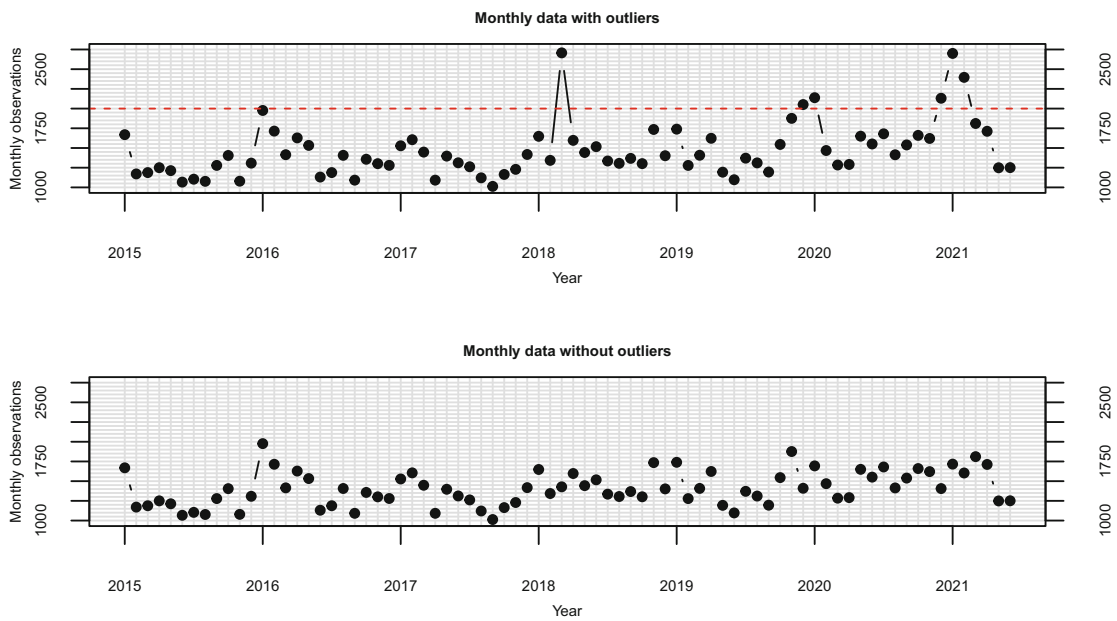 Monthly data with outliers
Monthly observations
1000 1750 2500
1000 1750 2500
2015 2016 2017 2018 2019 2020 2021
Year
Monthly data without outliers
Monthly observations
1000 1750 2500
1000 1750 2500
2015 2016 2017 2018 2019 2020 2021
Year